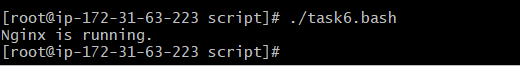 [root@ip-172-31-63-223 script]# ./task6.bash
Nginx is running.
[root@ip-172-31-63-223 script]#